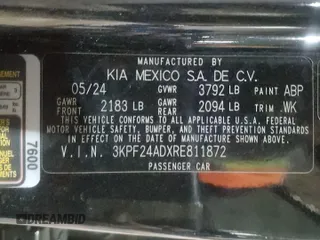 MANUFACTURED BY
KIA MEXICO S.A. DE C.V.
05/24 GVWR 3792 LB PAINT ABP
GAWR FRONT 2183 LB GAWR REAR 2094 LB TRIM .WK
THIS VEHICLE CONFORMS TO ALL APPLICABLE U.S. FEDERAL
MOTOR VEHICLE SAFETY, BUMPER, AND THEFT PREVENTION STANDARDS
IN EFFECT ON THE DATE OF MANUFACTURE SHOWN ABOVE.
V.I.N. 3KPF24ADXRE811872
PASSENGER CAR
7600
DREAMBID